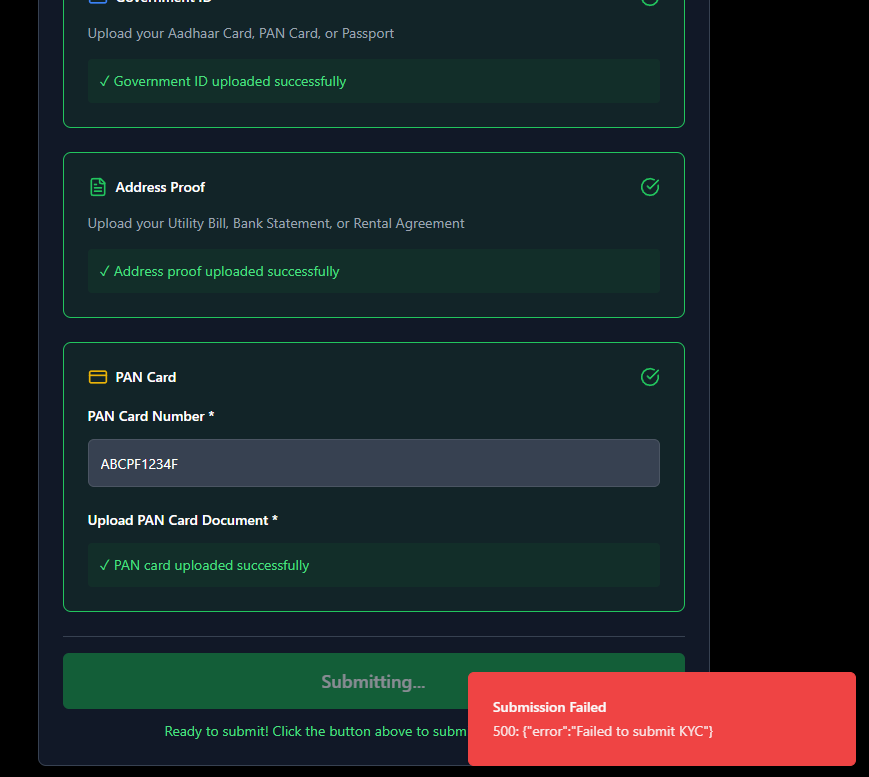 Government ID
Upload your Aadhaar Card, PAN Card, or Passport
✓ Government ID uploaded successfully
Address Proof
Upload your Utility Bill, Bank Statement, or Rental Agreement
✓ Address proof uploaded successfully
PAN Card
PAN Card Number *
ABCPF1234F
Upload PAN Card Document *
✓ PAN card uploaded successfully
Submitting...
Ready to submit! Click the button above to subm
Submission Failed
500: {"error":"Failed to submit KYC"}